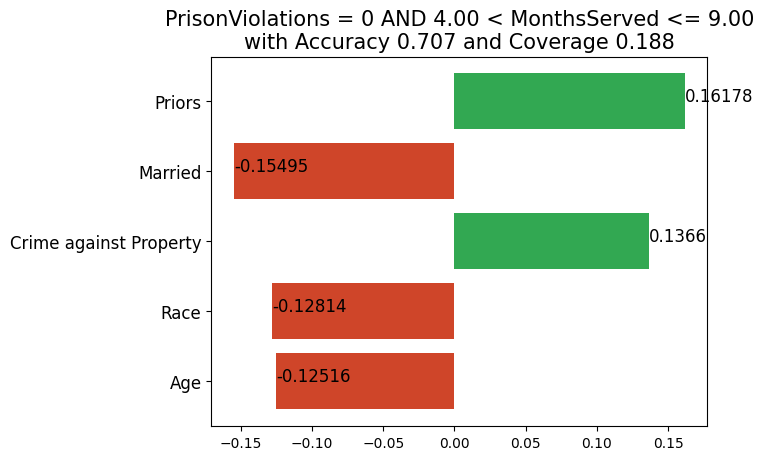 PrisonViolations = 0 AND 4.00 < MonthsServed <= 9.00
with Accuracy 0.707 and Coverage 0.188
Priors
0.16178
Married
-0.15495
Crime against Property
0.1366
Race
-0.12814
Age
-0.12516
−0.15
−0.10
−0.05
0.00
0.05
0.10
0.15